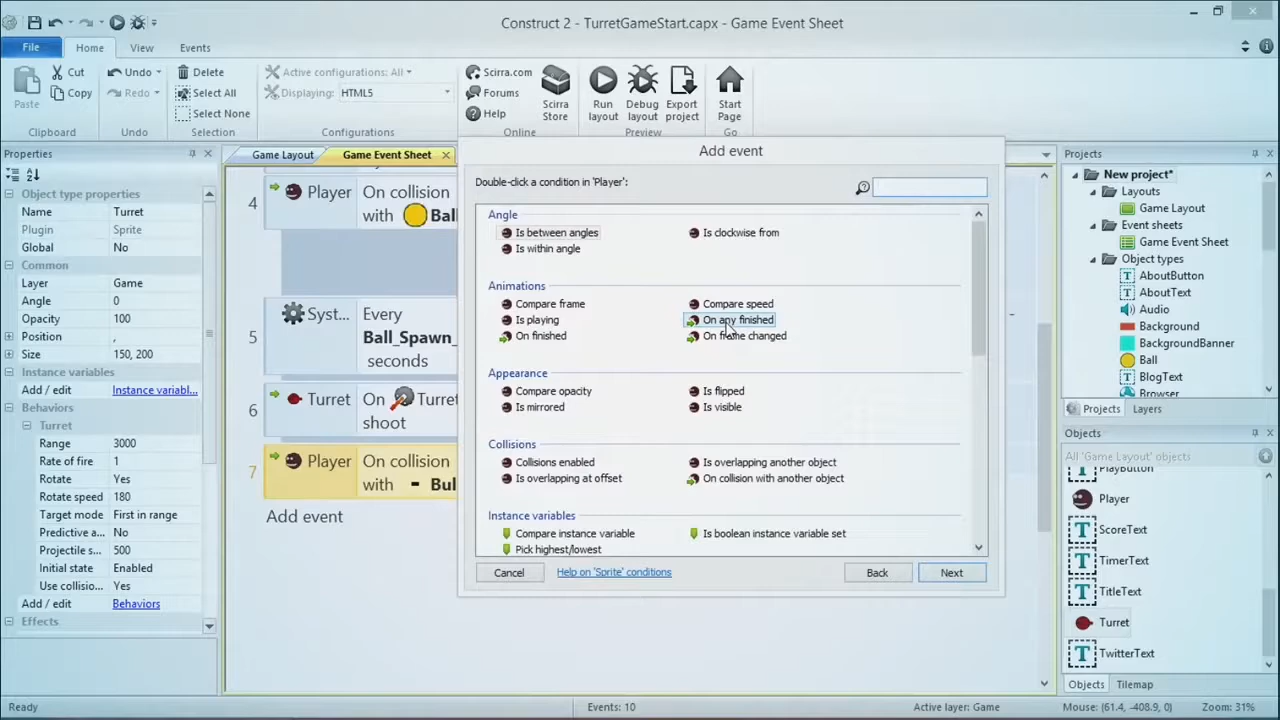 Construct 2 - TurretGameStart.capx - Game Event Sheet
File Home View Events
Paste Cut Copy
Clipboard
Undo Redo
Undo
Delete
Select All
Select None
Selection
Active configurations: All
Displaying: HTML5
Configurations
Scirra.com
Forums
Help
Scirra Store
Online
Run layout
Debug layout
Export project
Preview
Start Page
Go
Properties
Object type properties
Name Turret
Plugin Sprite
Global No
Common
Layer Game
Angle 0
Opacity 100
Position ,
Size 150, 200
Instance variables
Add / edit Instance variabl...
Behaviors
Turret
Range 3000
Rate of fire 1
Rotate Yes
Rotate speed 180
Target mode First in range
Predictive a... No
Projectile s... 500
Initial state Enabled
Use collisio... Yes
Add / edit Behaviors
Effects
Game Layout Game Event Sheet
4 Player On collision
with Bal
5 Syst... Every
Ball_Spawn_
seconds
6 Turret On Turret
shoot
7 Player On collision
with - Bul
Add event
Add event
Double-click a condition in 'Player':
Angle
Is between angles Is clockwise from
Is within angle
Animations
Compare frame Compare speed
Is playing On any finished
On finished On frame changed
Appearance
Compare opacity Is flipped
Is mirrored Is visible
Collisions
Collisions enabled Is overlapping another object
Is overlapping at offset On collision with another object
Instance variables
Compare instance variable Is boolean instance variable set
Pick highest/lowest
Cancel Help on 'Sprite' conditions Back Next
Projects
New project*
Layouts
Game Layout
Event sheets
Game Event Sheet
Object types
AboutButton
AboutText
Audio
Background
BackgroundBanner
Ball
BlogText
Browser
Projects Layers
Objects
All 'Game Layout' objects
PlayButton
Player
ScoreText
TimerText
TitleText
Turret
TwitterText
Objects Tilemap
Ready Events: 10 Active layer: Game Mouse: (61.4, -408.9, 0) Zoom: 31%